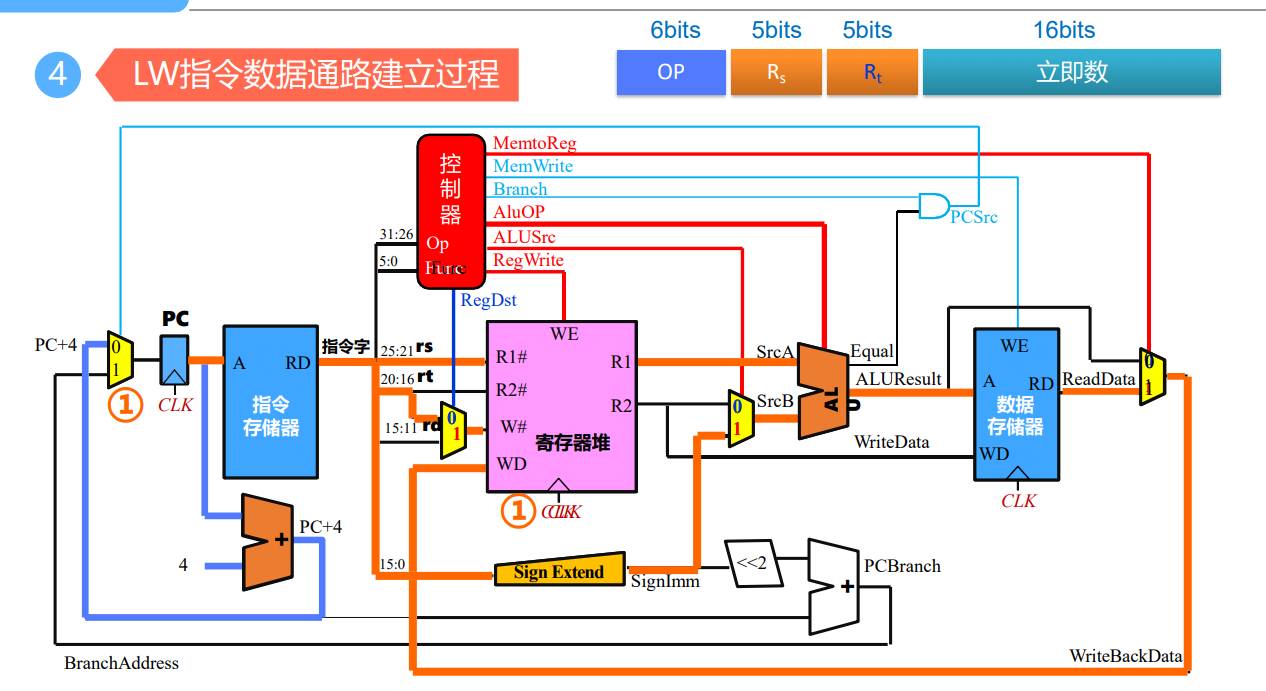 6bits 5bits 5bits 16bits
4 LW指令数据通路建立过程
OP Rs Rt 立即数
控制器
Op
Func
MemtoReg
MemWrite
Branch
AluOP
ALUSrc
RegWrite
RegDst
PCSrc
31:26
5:0
PC+4
0
1
①
PC
CLK
A RD
指令
存储器
指令字
25:21 rs
20:16 rt
15:11 rd
0
1
WE
R1# R1
R2# R2
W#
寄存器堆
WD
① CLK
SrcA
SrcB
0
1
ALU
Equal
ALUResult
WriteData
WE
A RD
数据
存储器
WD
CLK
ReadData
0
1
4
+
PC+4
15:0
Sign Extend
SignImm
<<2
+
PCBranch
BranchAddress
WriteBackData